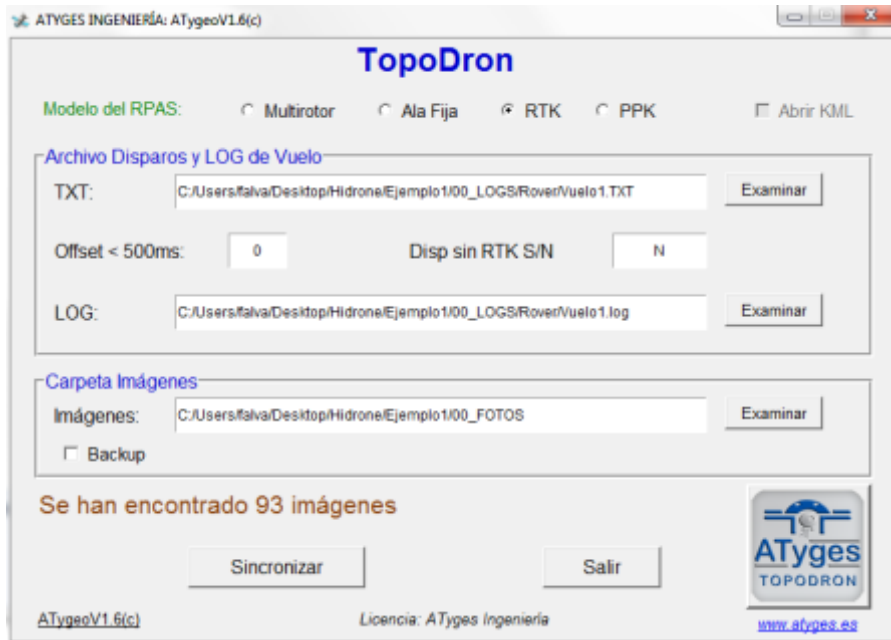 ATYGES INGENIERÍA: ATygeoV1.6(c)
TopoDron
Modelo del RPAS: Multirotor Ala Fija RTK PPK Abrir KML
Archivo Disparos y LOG de Vuelo
TXT: C:/Users/falva/Desktop/Hidrone/Ejemplo1/00_LOGS/Rover/Vuelo1.TXT Examinar
Offset < 500ms: 0 Disp sin RTK S/N N
LOG: C:/Users/falva/Desktop/Hidrone/Ejemplo1/00_LOGS/Rover/Vuelo1.log Examinar
Carpeta Imágenes
Imágenes: C:/Users/falva/Desktop/Hidrone/Ejemplo1/00_FOTOS Examinar
Backup
Se han encontrado 93 imágenes
Sincronizar Salir
ATyges
TOPODRON
ATygeoV1.6(c) Licencia: ATyges Ingeniería www.atyges.es